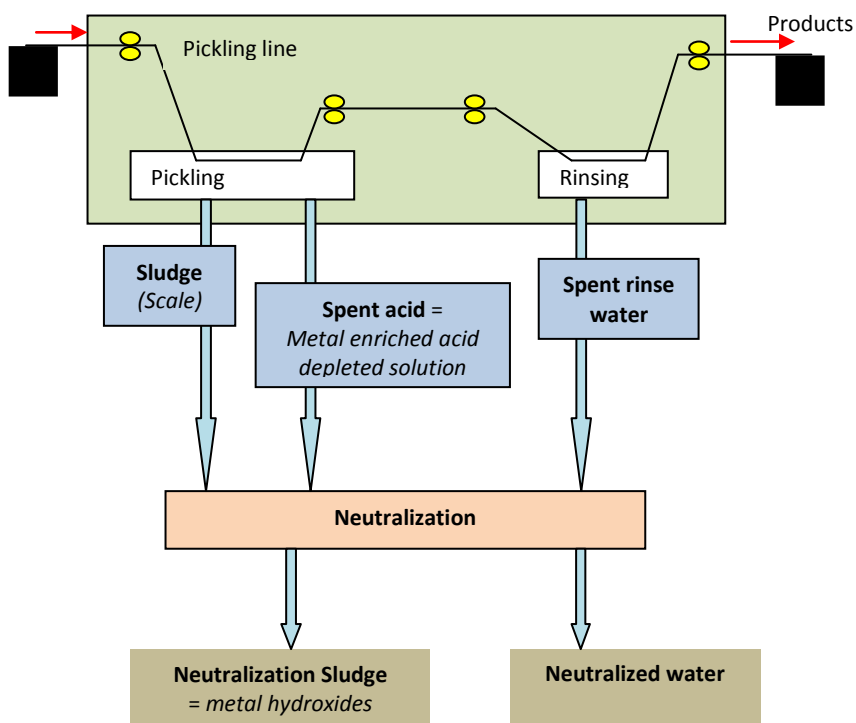 Products
Pickling line
Pickling
Rinsing
Sludge
(Scale)
Spent acid =
Metal enriched acid
depleted solution
Spent rinse
water
Neutralization
Neutralization Sludge
= metal hydroxides
Neutralized water